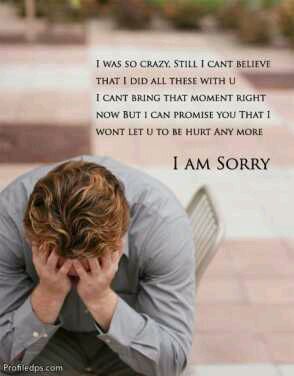 I was so crazy, Still I cant believe
that I did all these with u
I cant bring that moment right
now But i can promise you That I
wont let u to be hurt Any more
I am Sorry
Profiledps.com